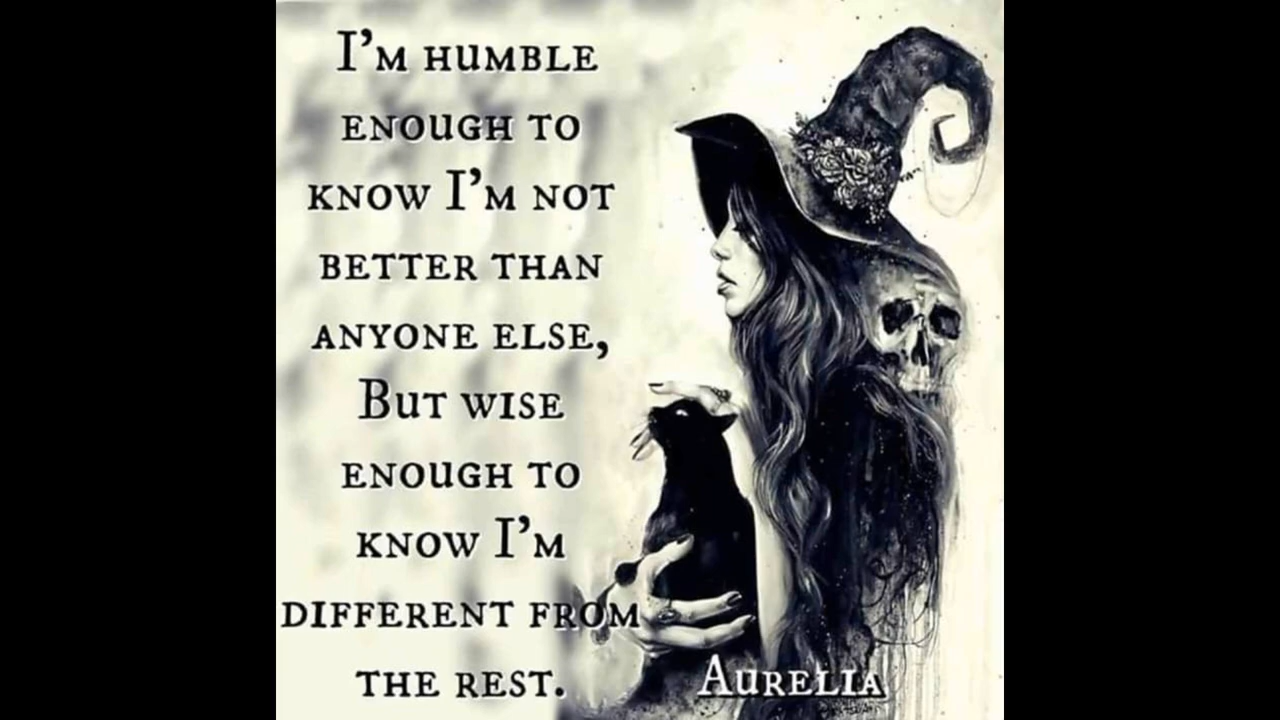 I'm humble
enough to
know I'm not
better than
anyone else,
But wise
enough to
know I'm
different from
the rest.
Aurelia